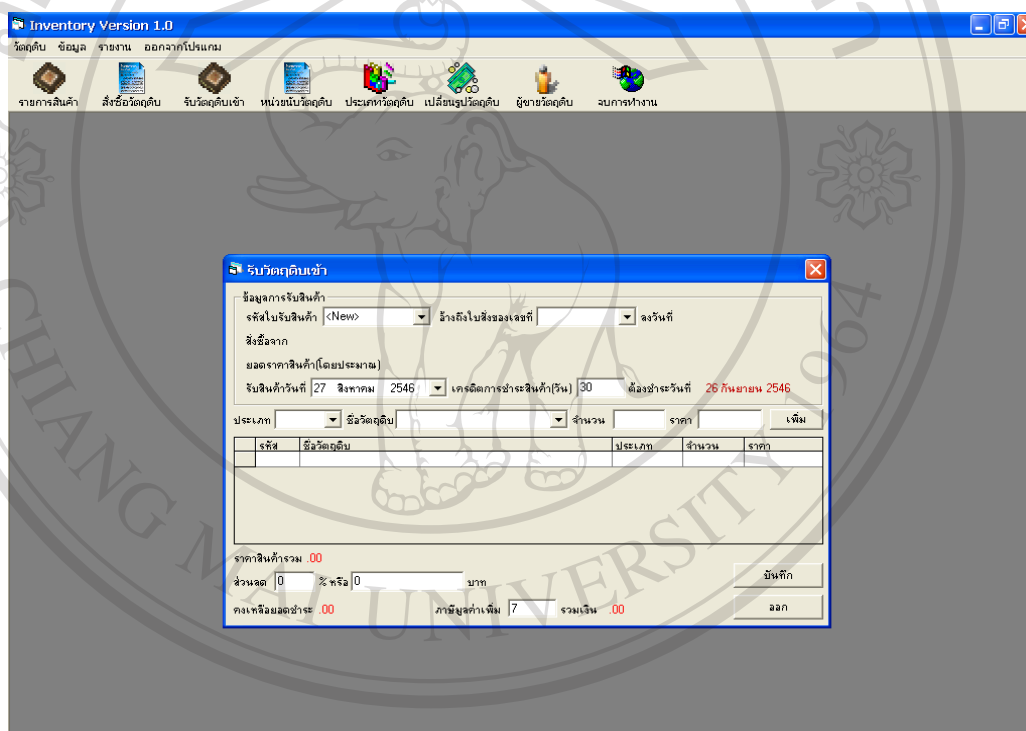 Inventory Version 1.0
วัตถุดิบ ข้อมูล รายงาน ออกจากโปรแกม
รายการสินค้า สั่งซื้อวัตถุดิบ รับวัตถุดิบเข้า หน่วยนับวัตถุดิบ ประเภทวัตถุดิบ เปลี่ยนรูปวัตถุดิบ ผู้ขายวัตถุดิบ จบการทำงาน
รับวัตถุดิบเข้า
ข้อมูลการรับสินค้า
รหัสใบรับสินค้า <New> อ้างถึงใบสั่งของเลขที่ ลงวันที่
สั่งซื้อจาก
ยอดราคาสินค้า(โดยประมาณ)
รับสินค้าวันที่ 27 สิงหาคม 2546 เครดิตการชำระสินค้า(วัน) 30 ต้องชำระวันที่ 26 กันยายน 2546
ประเภท ชื่อวัตถุดิบ จำนวน ราคา เพิ่ม
รหัส ชื่อวัตถุดิบ ประเภท จำนวน ราคา
ราคาสินค้ารวม .00
ส่วนลด 0 % หรือ 0 บาท บันทึก
คงเหลือยอดชำระ .00 ภาษีมูลค่าเพิ่ม 7 รวมเงิน .00 ออก
CHIANG MAI UNIVERSITY 1964